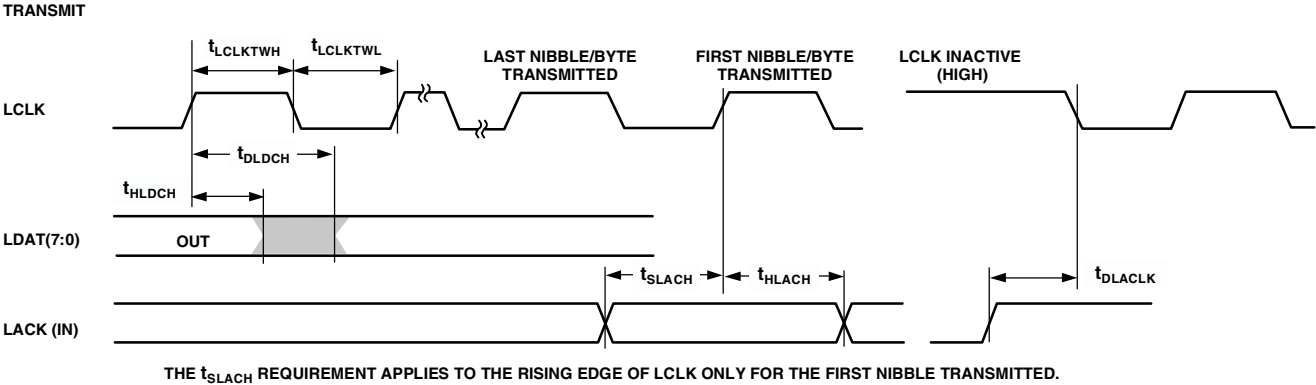 TRANSMIT
tLCLKTWH
tLCLKTWL
LAST NIBBLE/BYTE
TRANSMITTED
FIRST NIBBLE/BYTE
TRANSMITTED
LCLK INACTIVE
(HIGH)
LCLK
tDLDCH
tHLDCH
LDAT(7:0)
OUT
tSLACH
tHLACH
tDLACLK
LACK (IN)
THE tSLACH REQUIREMENT APPLIES TO THE RISING EDGE OF LCLK ONLY FOR THE FIRST NIBBLE TRANSMITTED.